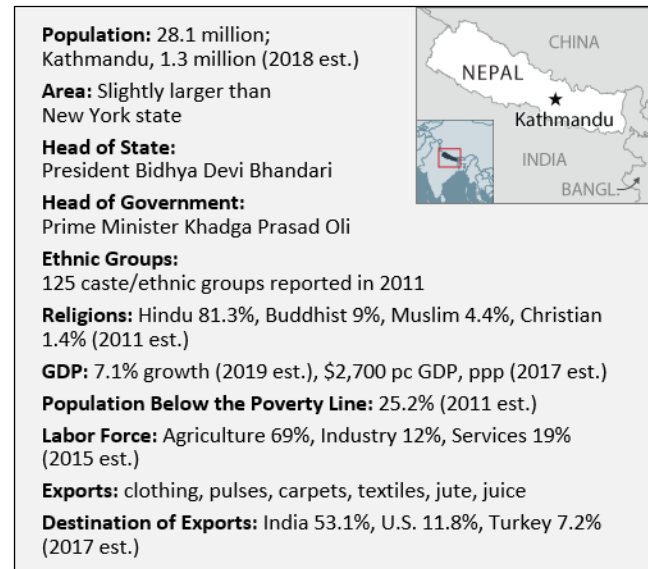 Population: 28.1 million;
Kathmandu, 1.3 million (2018 est.)
Area: Slightly larger than
New York state
Head of State:
President Bidhya Devi Bhandari
Head of Government:
Prime Minister Khadga Prasad Oli
Ethnic Groups:
125 caste/ethnic groups reported in 2011
Religions: Hindu 81.3%, Buddhist 9%, Muslim 4.4%, Christian
1.4% (2011 est.)
GDP: 7.1% growth (2019 est.), $2,700 pc GDP, ppp (2017 est.)
Population Below the Poverty Line: 25.2% (2011 est.)
Labor Force: Agriculture 69%, Industry 12%, Services 19%
(2015 est.)
Exports: clothing, pulses, carpets, textiles, jute, juice
Destination of Exports: India 53.1%, U.S. 11.8%, Turkey 7.2%
(2017 est.)
CHINA
NEPAL
Kathmandu
INDIA
BANGL.